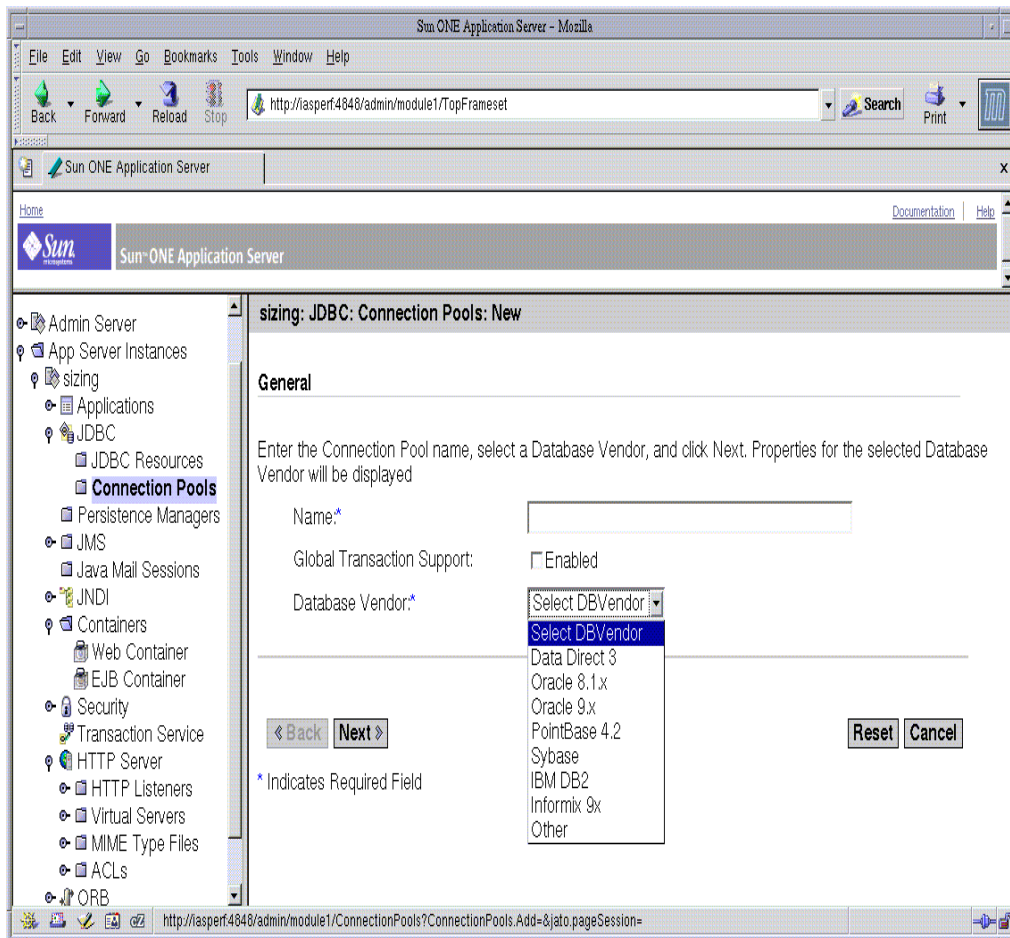 Sun ONE Application Server – Mozilla
File Edit View Go Bookmarks Tools Window Help
Back Forward Reload Stop http://iasperf:4848/admin/module1/TopFrameset Search Print
Sun ONE Application Server x
Home Documentation Help
Sun microsystems Sun™ ONE Application Server
Admin Server
App Server Instances
sizing
Applications
JDBC
JDBC Resources
Connection Pools
Persistence Managers
JMS
Java Mail Sessions
JNDI
Containers
Web Container
EJB Container
Security
Transaction Service
HTTP Server
HTTP Listeners
Virtual Servers
MIME Type Files
ACLs
ORB
sizing: JDBC: Connection Pools: New
General
Enter the Connection Pool name, select a Database Vendor, and click Next. Properties for the selected Database
Vendor will be displayed
Name:*
Global Transaction Support: Enabled
Database Vendor:* Select DBVendor
Select DBVendor
Data Direct 3
Oracle 8.1.x
Oracle 9.x
PointBase 4.2
Sybase
IBM DB2
Informix 9x
Other
Back Next Reset Cancel
* Indicates Required Field
http://iasperf:4848/admin/module1/ConnectionPools?ConnectionPools.Add=&jato.pageSession=